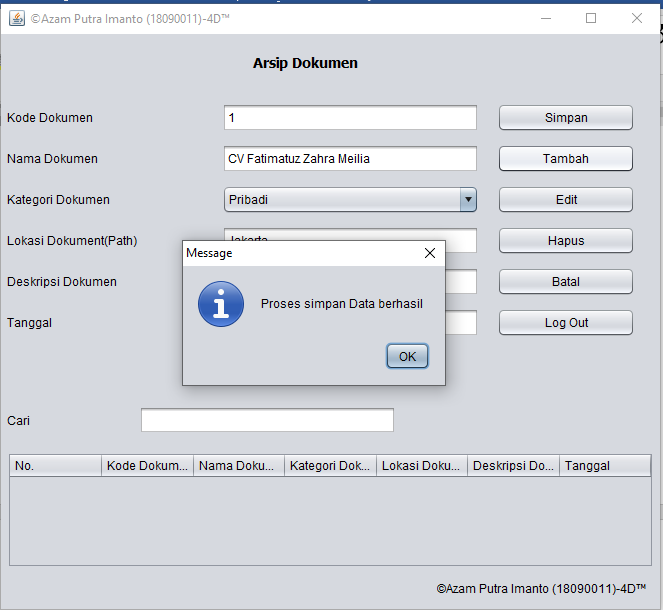 ©Azam Putra Imanto (18090011)-4D™
Arsip Dokumen
Kode Dokumen 1 Simpan
Nama Dokumen CV Fatimatuz Zahra Meilia Tambah
Kategori Dokumen Pribadi Edit
Lokasi Dokument(Path) Jakarta Hapus
Message
Deskripsi Dokumen Batal
Proses simpan Data berhasil
Tanggal Log Out
OK
Cari
No. Kode Dokum... Nama Doku... Kategori Dok... Lokasi Doku... Deskripsi Do... Tanggal
©Azam Putra Imanto (18090011)-4D™